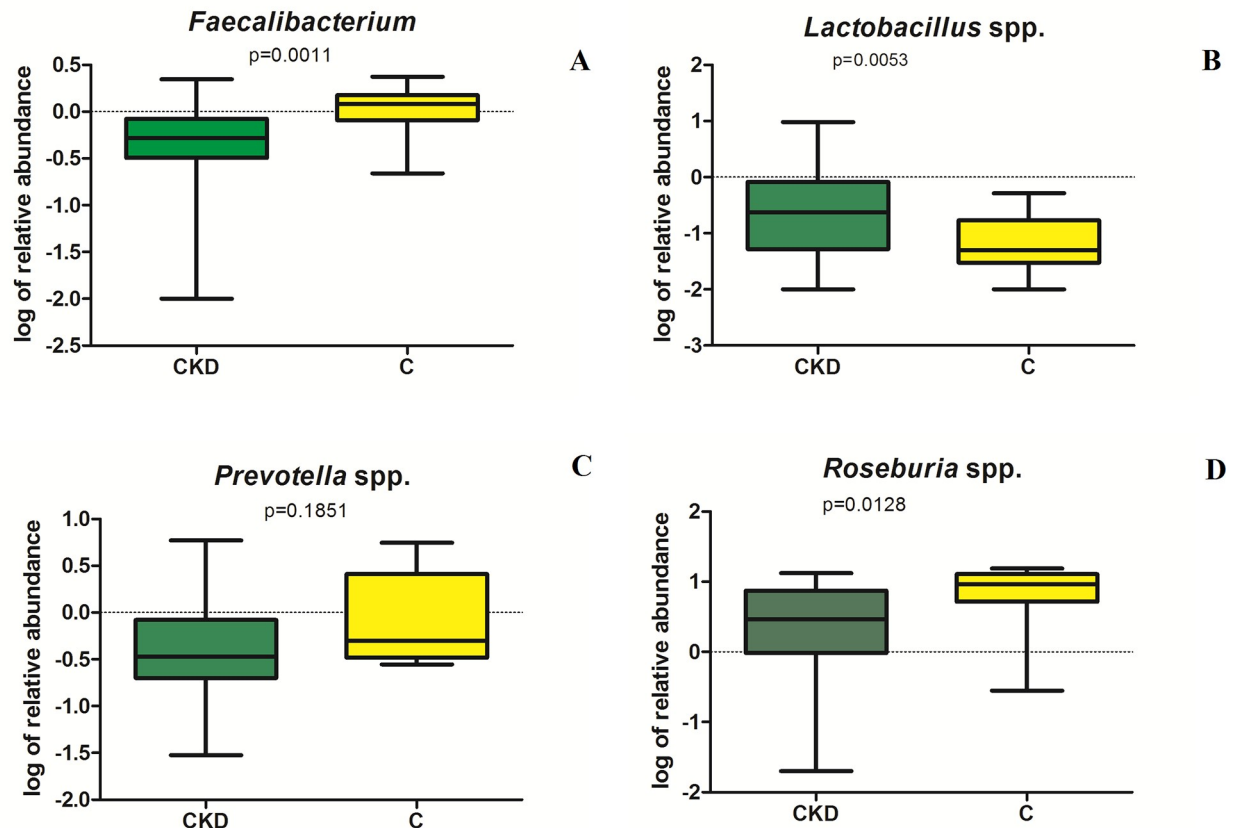 Faecalibacterium
p=0.0011
A
log of relative abundance
0.5
0.0
-0.5
-1.0
-1.5
-2.0
-2.5
CKD
C
Lactobacillus spp.
p=0.0053
B
log of relative abundance
2
1
0
-1
-2
-3
CKD
C
Prevotella spp.
p=0.1851
C
log of relative abundance
1.0
0.5
0.0
-0.5
-1.0
-1.5
-2.0
CKD
C
Roseburia spp.
p=0.0128
D
log of relative abundance
2
1
0
-1
-2
CKD
C